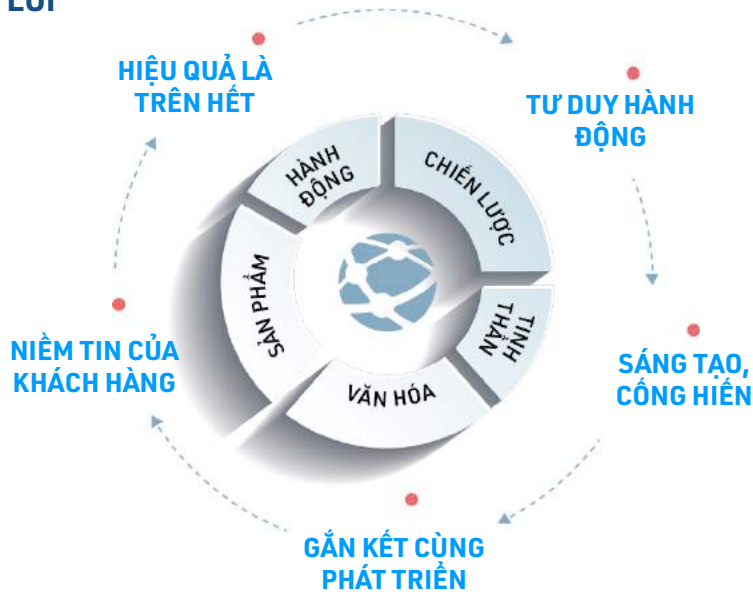 LÕI
HIỆU QUẢ LÀ
TRÊN HẾT
TƯ DUY HÀNH
ĐỘNG
HÀNH
ĐỘNG
CHIẾN LƯỢC
SẢN PHẨM
TINH
THẦN
VĂN HÓA
NIỀM TIN CỦA
KHÁCH HÀNG
SÁNG TẠO,
CỐNG HIẾN
GẮN KẾT CÙNG
PHÁT TRIỂN